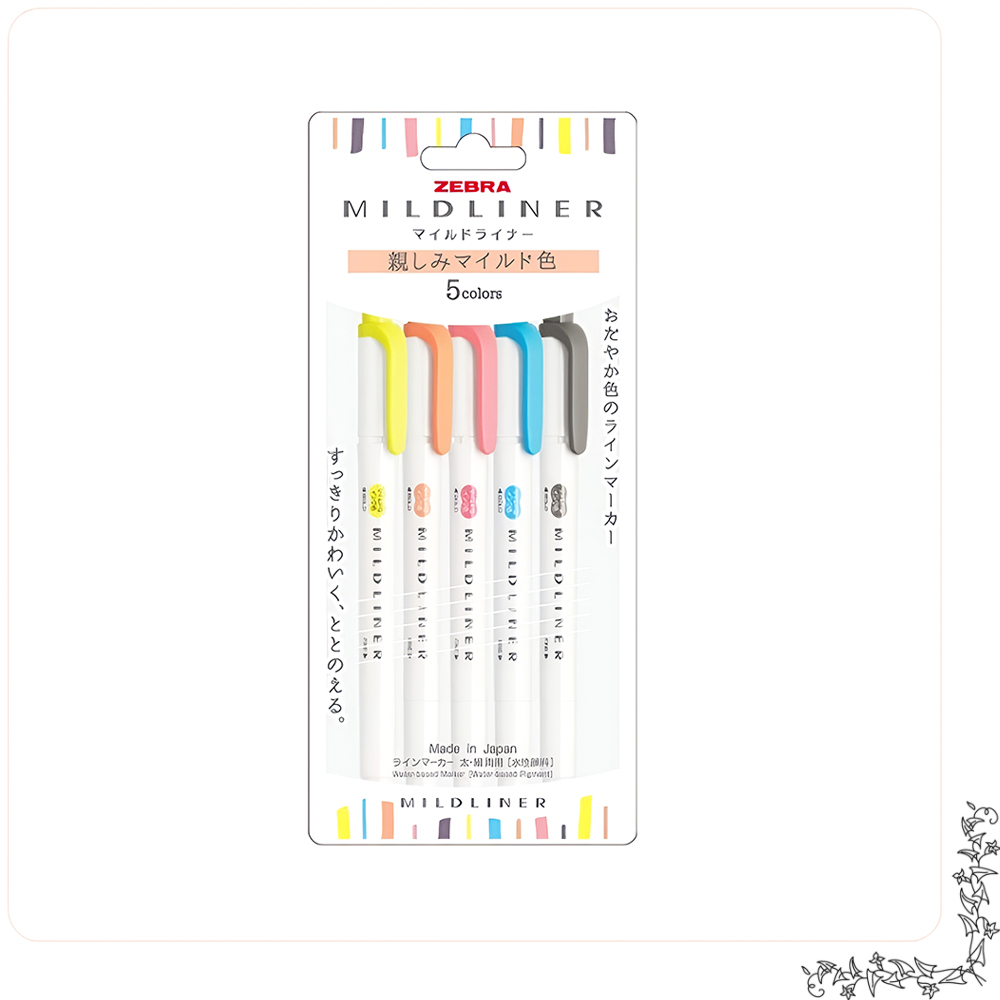 ZEBRA
MILDLINER
マイルドライナー
親しみマイルド色
5colors
おだやか色のラインマーカー
すっきりかわいく、ととのえる。
MILDLINER
MILDLINER
MILDLINER
MILDLINER
MILDLINER
Made in Japan
ラインマーカー 太・細両用
Water-based Marker
MILDLINER